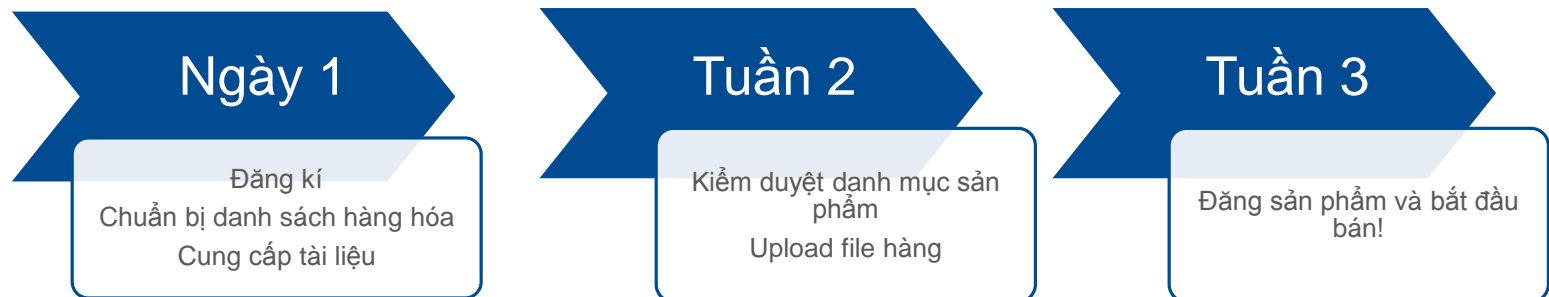 Ngày 1
Đăng kí
Chuẩn bị danh sách hàng hóa
Cung cấp tài liệu
Tuần 2
Kiểm duyệt danh mục sản
phẩm
Upload file hàng
Tuần 3
Đăng sản phẩm và bắt đầu
bán!